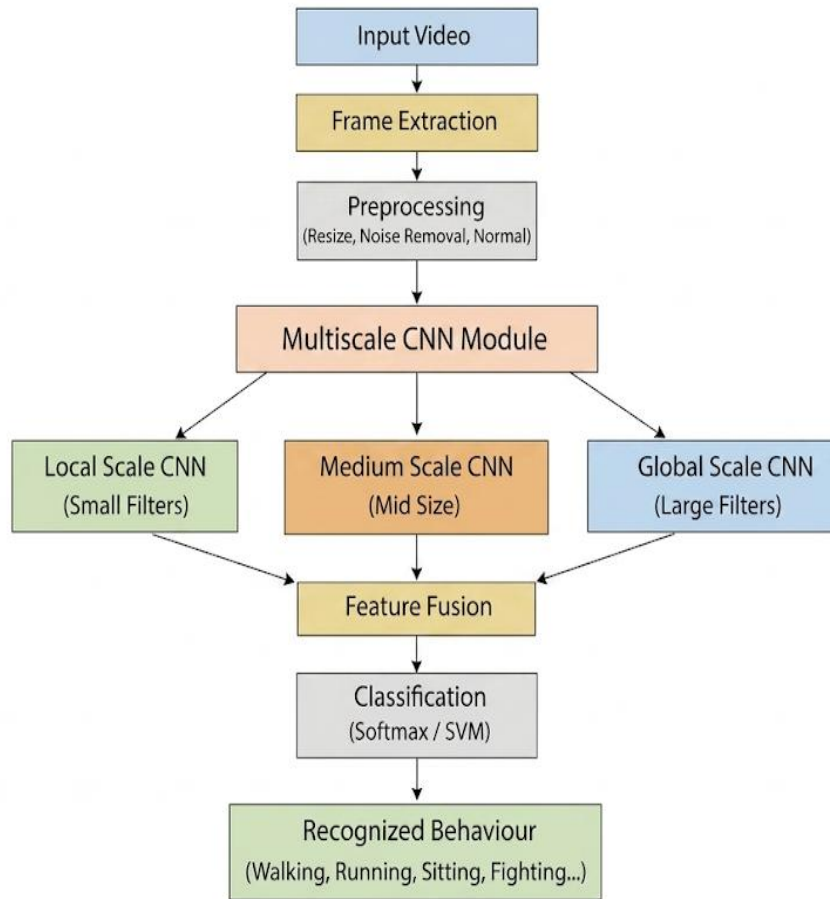 Input Video
Frame Extraction
Preprocessing
(Resize, Noise Removal, Normal)
Multiscale CNN Module
Local Scale CNN
(Small Filters)
Medium Scale CNN
(Mid Size)
Global Scale CNN
(Large Filters)
Feature Fusion
Classification
(Softmax / SVM)
Recognized Behaviour
(Walking, Running, Sitting, Fighting...)